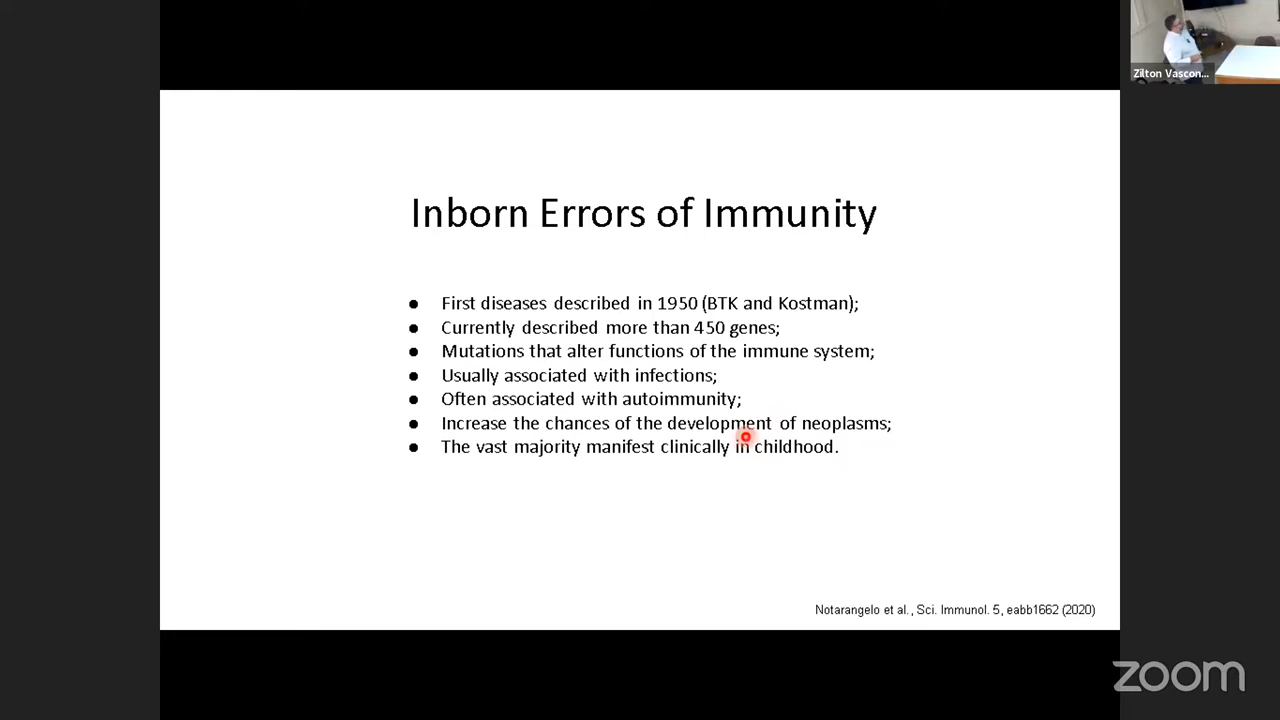 Zilton Vascon...
Inborn Errors of Immunity
● First diseases described in 1950 (BTK and Kostman);
● Currently described more than 450 genes;
● Mutations that alter functions of the immune system;
● Usually associated with infections;
● Often associated with autoimmunity;
● Increase the chances of the development of neoplasms;
● The vast majority manifest clinically in childhood.
Notarangelo et al., Sci. Immunol. 5, eabb1662 (2020)
zoom